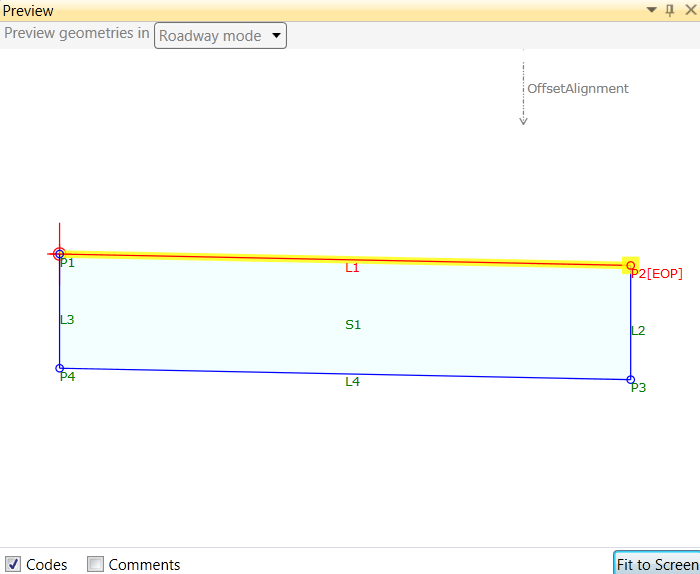 Preview
Preview geometries in Roadway mode
OffsetAlignment
P1
L1
P2[EOP]
L3
S1
L2
P4
L4
P3
Codes
Comments
Fit to Screen